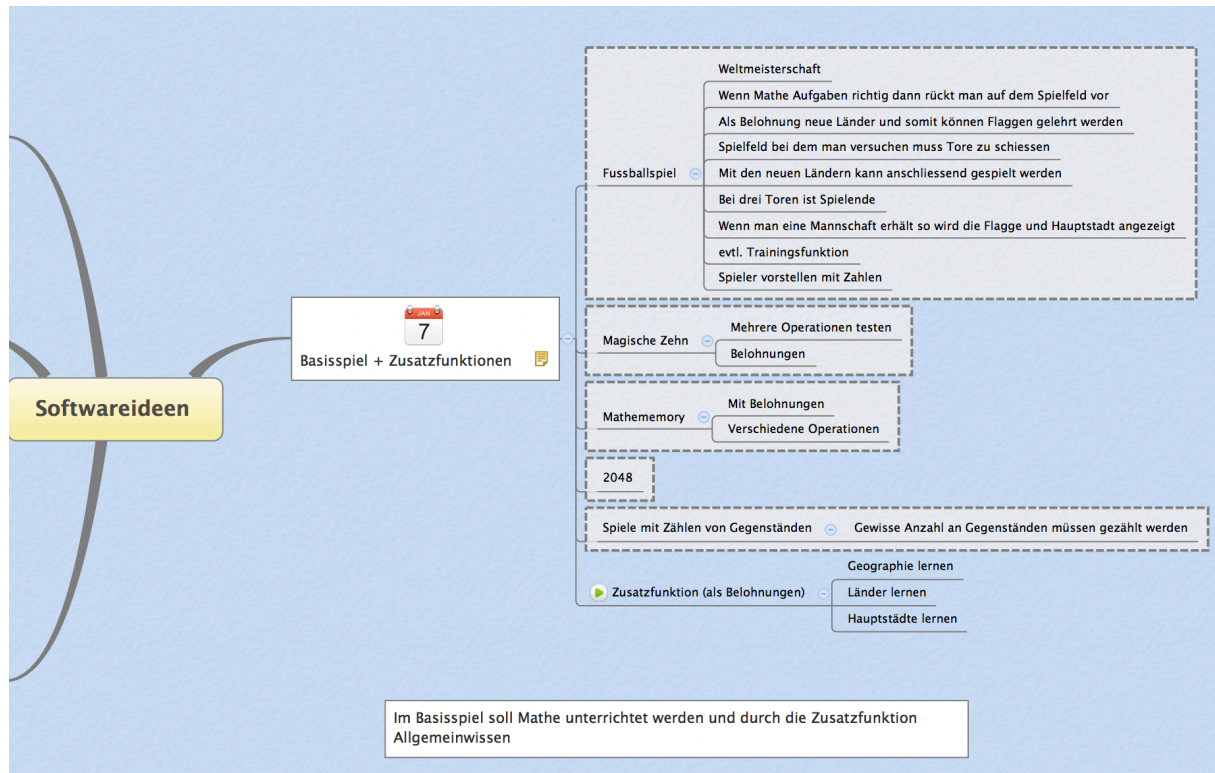 Softwareideen
JAN
7
Basisspiel + Zusatzfunktionen
Fussballspiel
Weltmeisterschaft
Wenn Mathe Aufgaben richtig dann rückt man auf dem Spielfeld vor
Als Belohnung neue Länder und somit können Flaggen gelehrt werden
Spielfeld bei dem man versuchen muss Tore zu schiessen
Mit den neuen Ländern kann anschliessend gespielt werden
Bei drei Toren ist Spielende
Wenn man eine Mannschaft erhält so wird die Flagge und Hauptstadt angezeigt
evtl. Trainingsfunktion
Spieler vorstellen mit Zahlen
Magische Zehn
Mehrere Operationen testen
Belohnungen
Mathememory
Mit Belohnungen
Verschiedene Operationen
2048
Spiele mit Zählen von Gegenständen
Gewisse Anzahl an Gegenständen müssen gezählt werden
Zusatzfunktion (als Belohnungen)
Geographie lernen
Länder lernen
Hauptstädte lernen
Im Basisspiel soll Mathe unterrichtet werden und durch die Zusatzfunktion
Allgemeinwissen